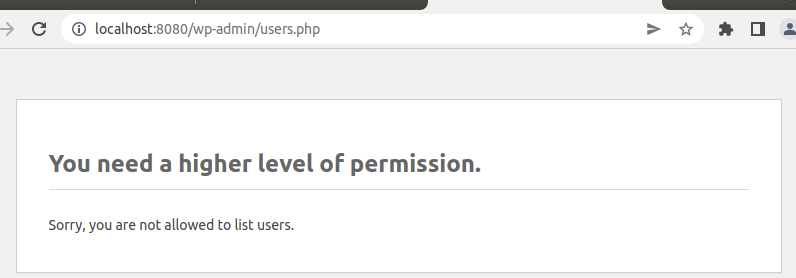 localhost:8080/wp-admin/users.php
You need a higher level of permission.
Sorry, you are not allowed to list users.